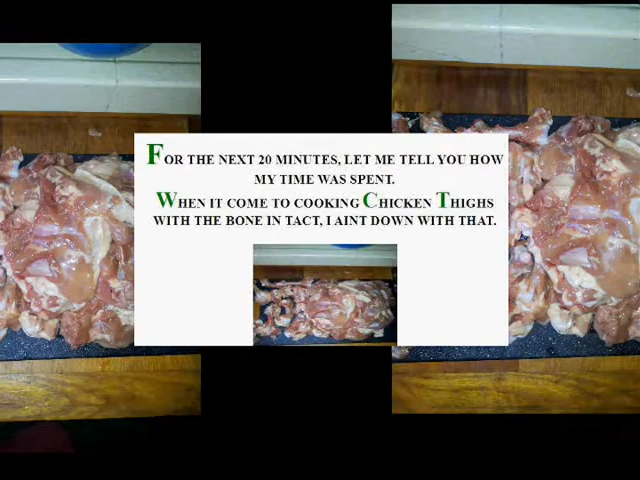 FOR THE NEXT 20 MINUTES, LET ME TELL YOU HOW
MY TIME WAS SPENT.
WHEN IT COME TO COOKING CHICKEN THIGHS
WITH THE BONE IN TACT, I AINT DOWN WITH THAT.